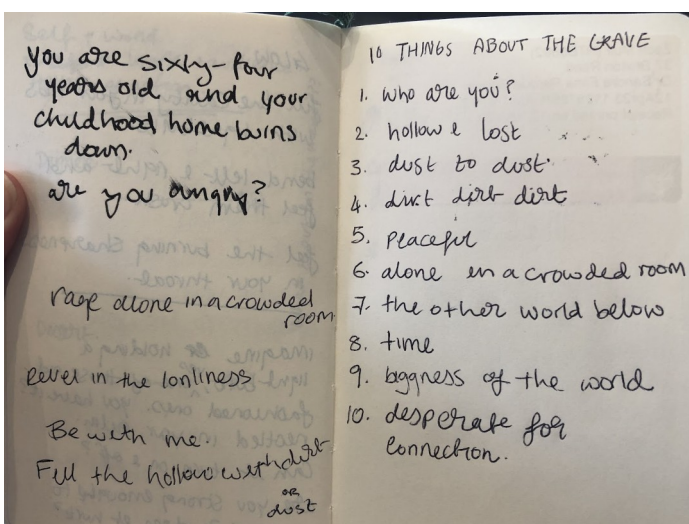 you are sixty-four
years old and your
childhood home burns
down.
are you angry?
rage alone in a crowded
room
Revel in the lonliness
Be with me.
Fill the hollow with dirt
OR
dust
10 THINGS ABOUT THE GRAVE
1. who are you?
2. hollow & lost
3. dust to dust.
4. dirt dirt dirt
5. Peaceful
6. alone in a crowded room
7. the other world below
8. time
9. biggness of the world
10. desperate for
connection.